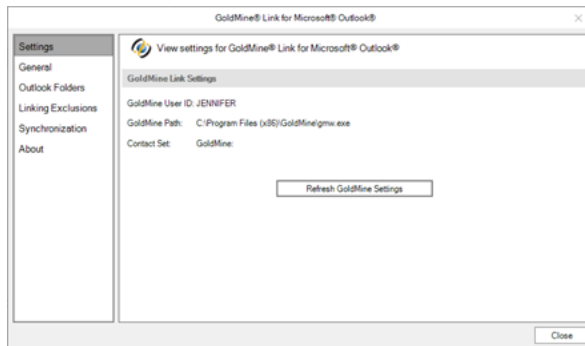 GoldMine® Link for Microsoft® Outlook®
Settings
General
Outlook Folders
Linking Exclusions
Synchronization
About
View settings for GoldMine® Link for Microsoft® Outlook®
GoldMine Link Settings
GoldMine User ID: JENNIFER
GoldMine Path: C:\Program Files (x86)\GoldMine\gmw.exe
Contact Set: GoldMine:
Refresh GoldMine Settings
Close